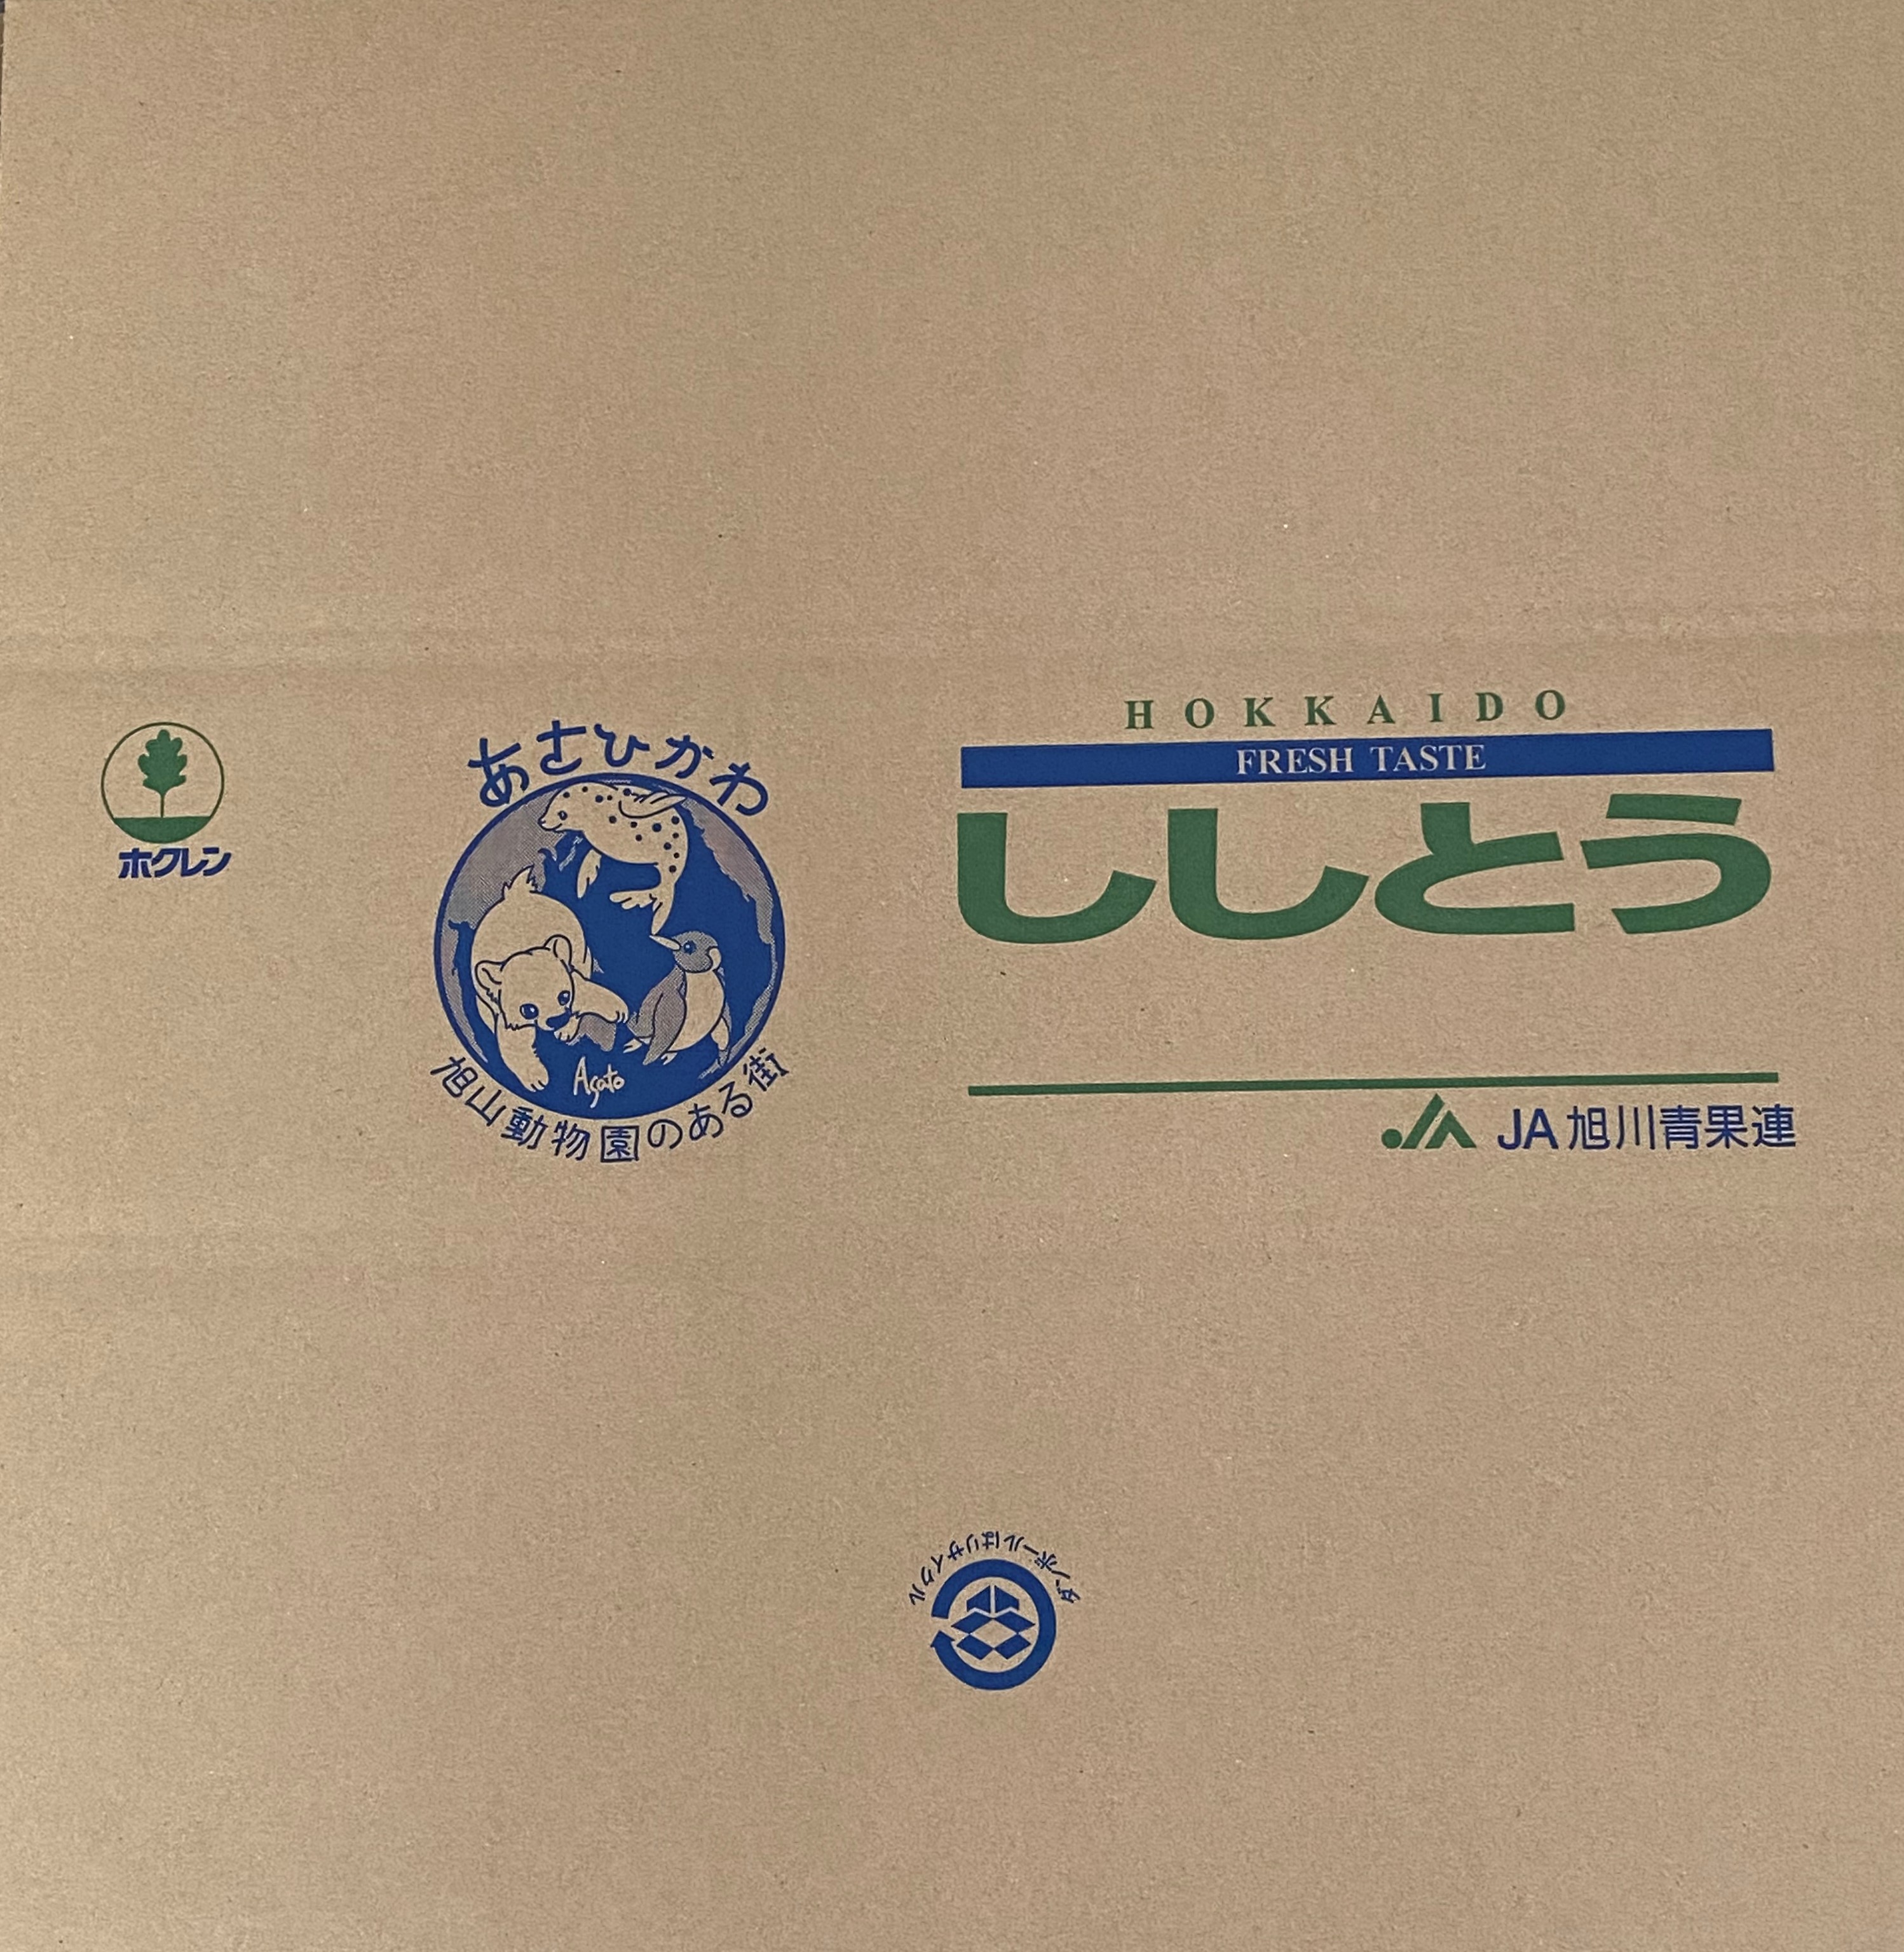 ホクレン
あさひかわ
Asato
旭山動物園のある街
HOKKAIDO
FRESH TASTE
ししとう
JA 旭川青果連
ダンボールはリサイクル